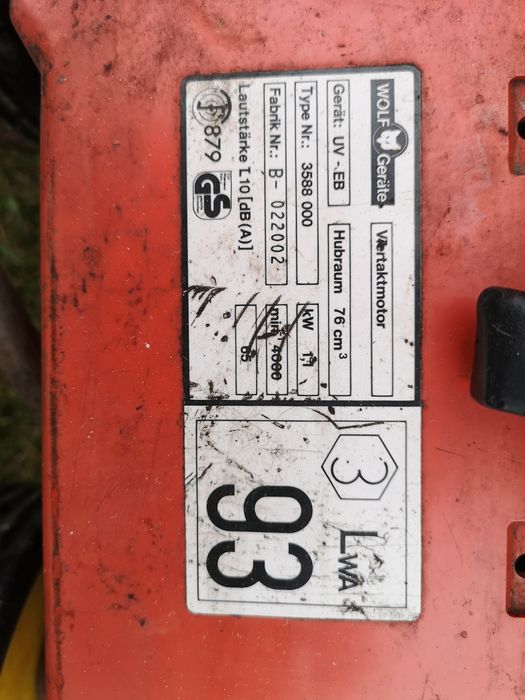 WOLF Geräte
Viertaktmotor
Gerät: UV -.EB
Hubraum 76 cm³
Type Nr.: 3588 000
kW 1,1
Fabrik Nr.: B- 022002
min⁻¹ 4000
Lautstärke L10 [dB(A)]
65
879
GS
3
LWA
93